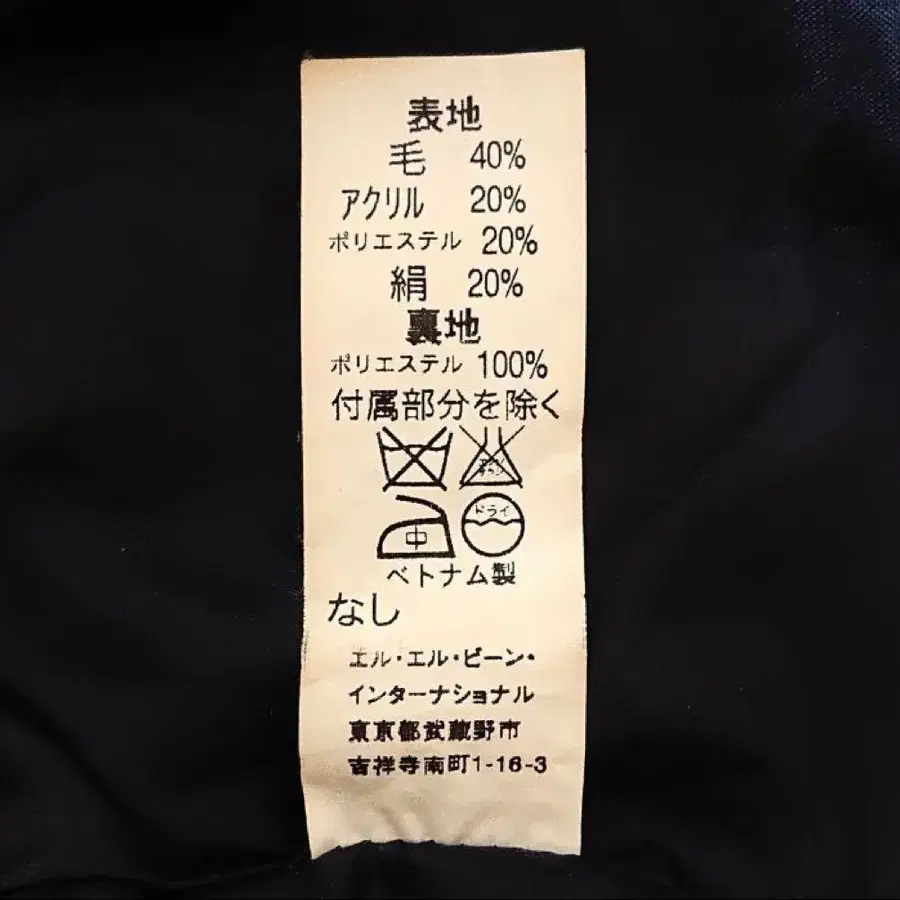 表地
毛 40%
アクリル 20%
ポリエステル 20%
絹 20%
裏地
ポリエステル 100%
付属部分を除く
中 ドライ
ベトナム製
なし
エル・エル・ビーン・
インターナショナル
東京都武蔵野市
吉祥寺南町1-16-3